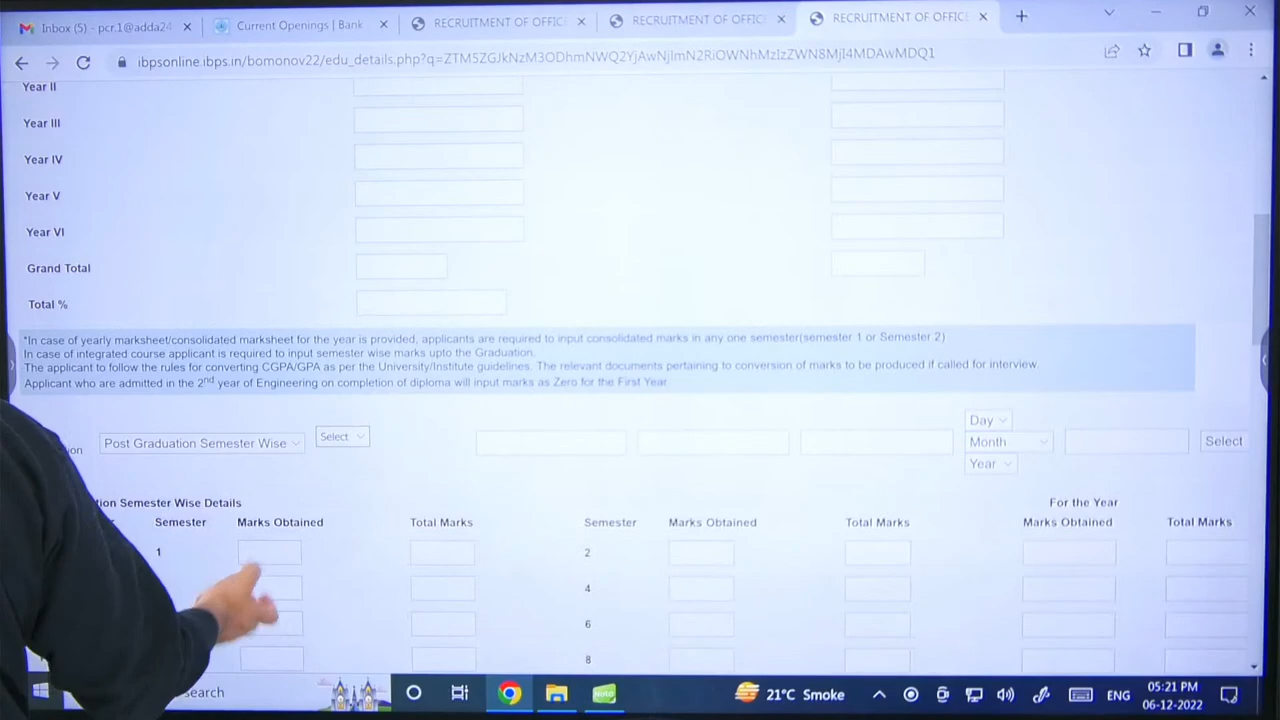 Inbox (5) - pcr.1@adda24
Current Openings | Bank
RECRUITMENT OF OFFIC
RECRUITMENT OF OFFIC
RECRUITMENT OF OFFIC
Year II
Year III
Year IV
Year V
Year VI
Grand Total
Total %
*In case of yearly marksheet/consolidated marksheet for the year is provided, applicants are required to input consolidated marks in any one semester(semester 1 or Semester 2)
In case of integrated course applicant is required to input semester wise marks upto the Graduation.
The applicant to follow the rules for converting CGPA/GPA as per the University/Institute guidelines. The relevant documents pertaining to conversion of marks to be produced if called for interview.
Applicant who are admitted in the 2nd year of Engineering on completion of diploma will input marks as Zero for the First Year
Post Graduation Semester Wise
Select
Day
Month
Year
Select
Semester Wise Details
For the Year
Semester Marks Obtained Total Marks Semester Marks Obtained Total Marks Marks Obtained Total Marks
1 2
4
6
8
search
21°C Smoke
ENG
05:21 PM
06-12-2022